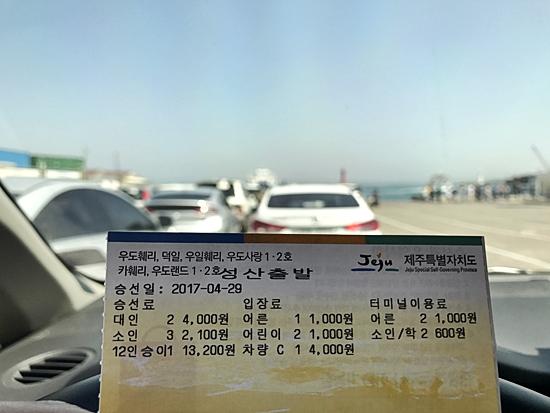 우도훼리, 덕일, 우일훼리, 우도사랑 1·2호
카훼리, 우도랜드 1·2호 성산출발
Jeju 제주특별자치도
Jeju Special Self-Governing Province
승선일 : 2017-04-29
승선료 입장료 터미널이용료
대인 2 4,000원 어른 1 1,000원 어른 2 1,000원
소인 3 2,100원 어린이 2 1,000원 소인/학 2 600원
12인승이1 13,200원 차량 C 1 4,000원